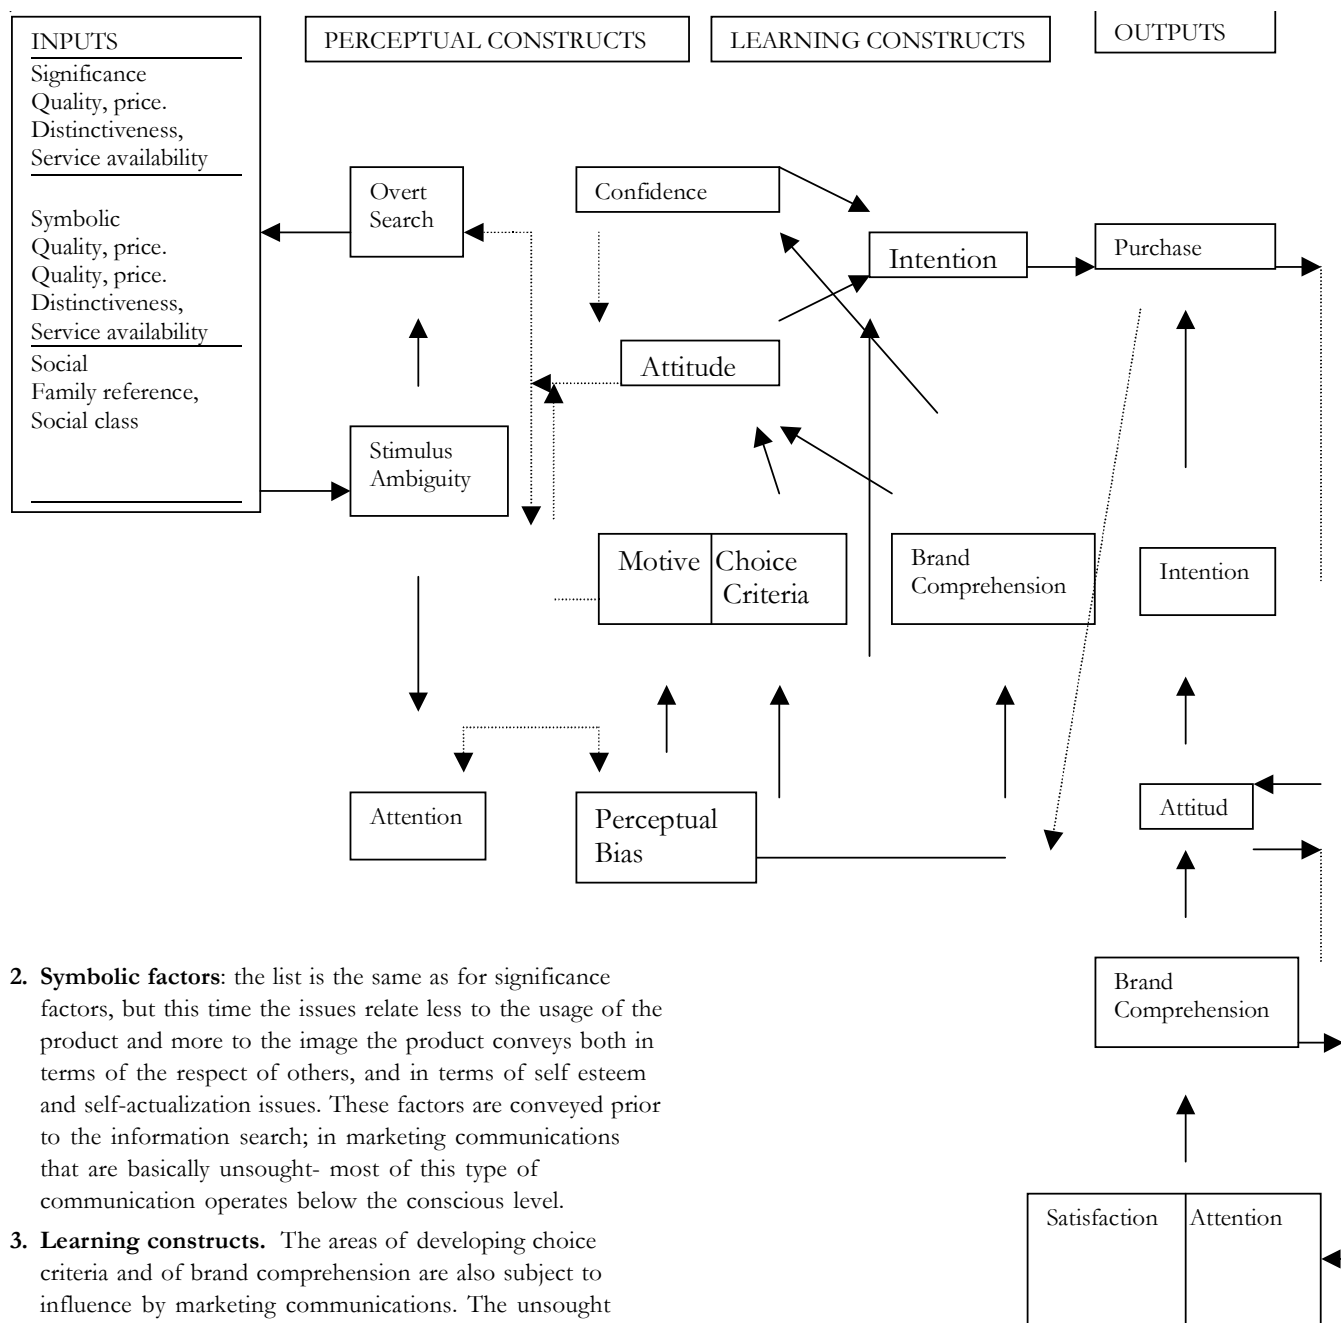 INPUTS
PERCEPTUAL CONSTRUCTS
LEARNING CONSTRUCTS
OUTPUTS
Significance
Quality, price.
Distinctiveness,
Service availability
Symbolic
Quality, price.
Quality, price.
Distinctiveness,
Service availability
Social
Family reference,
Social class
Overt
Search
Confidence
Intention
Purchase
Attitude
Stimulus
Ambiguity
Motive
Choice
Criteria
Brand
Comprehension
Intention
Attention
Perceptual
Bias
Attitud
Brand
Comprehension
Satisfaction
Attention
2. Symbolic factors: the list is the same as for significance
factors, but this time the issues relate less to the usage of the
product and more to the image the product conveys both in
terms of the respect of others, and in terms of self esteem
and self-actualization issues. These factors are conveyed prior
to the information search; in marketing communications
that are basically unsought- most of this type of
communication operates below the conscious level.
3. Learning constructs. The areas of developing choice
criteria and of brand comprehension are also subject to
influence by marketing communications. The unsought